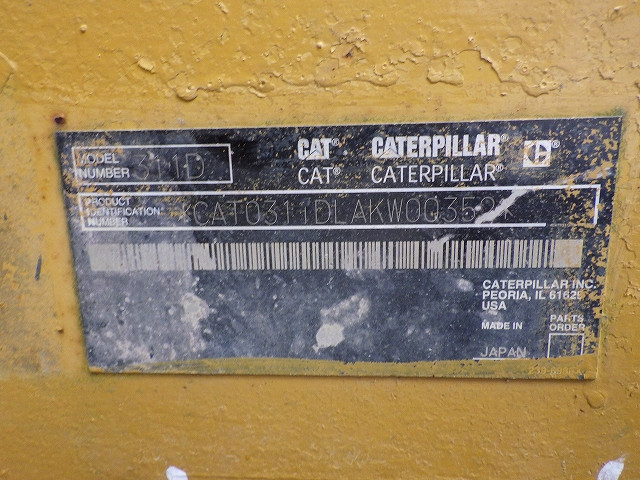 MODEL NUMBER 311D
CAT CATERPILLAR
CAT® CATERPILLAR®
PRODUCT IDENTIFICATION NUMBER
CATERPILLAR INC.
PEORIA, IL 61629
USA
MADE IN
JAPAN
PARTS ORDER